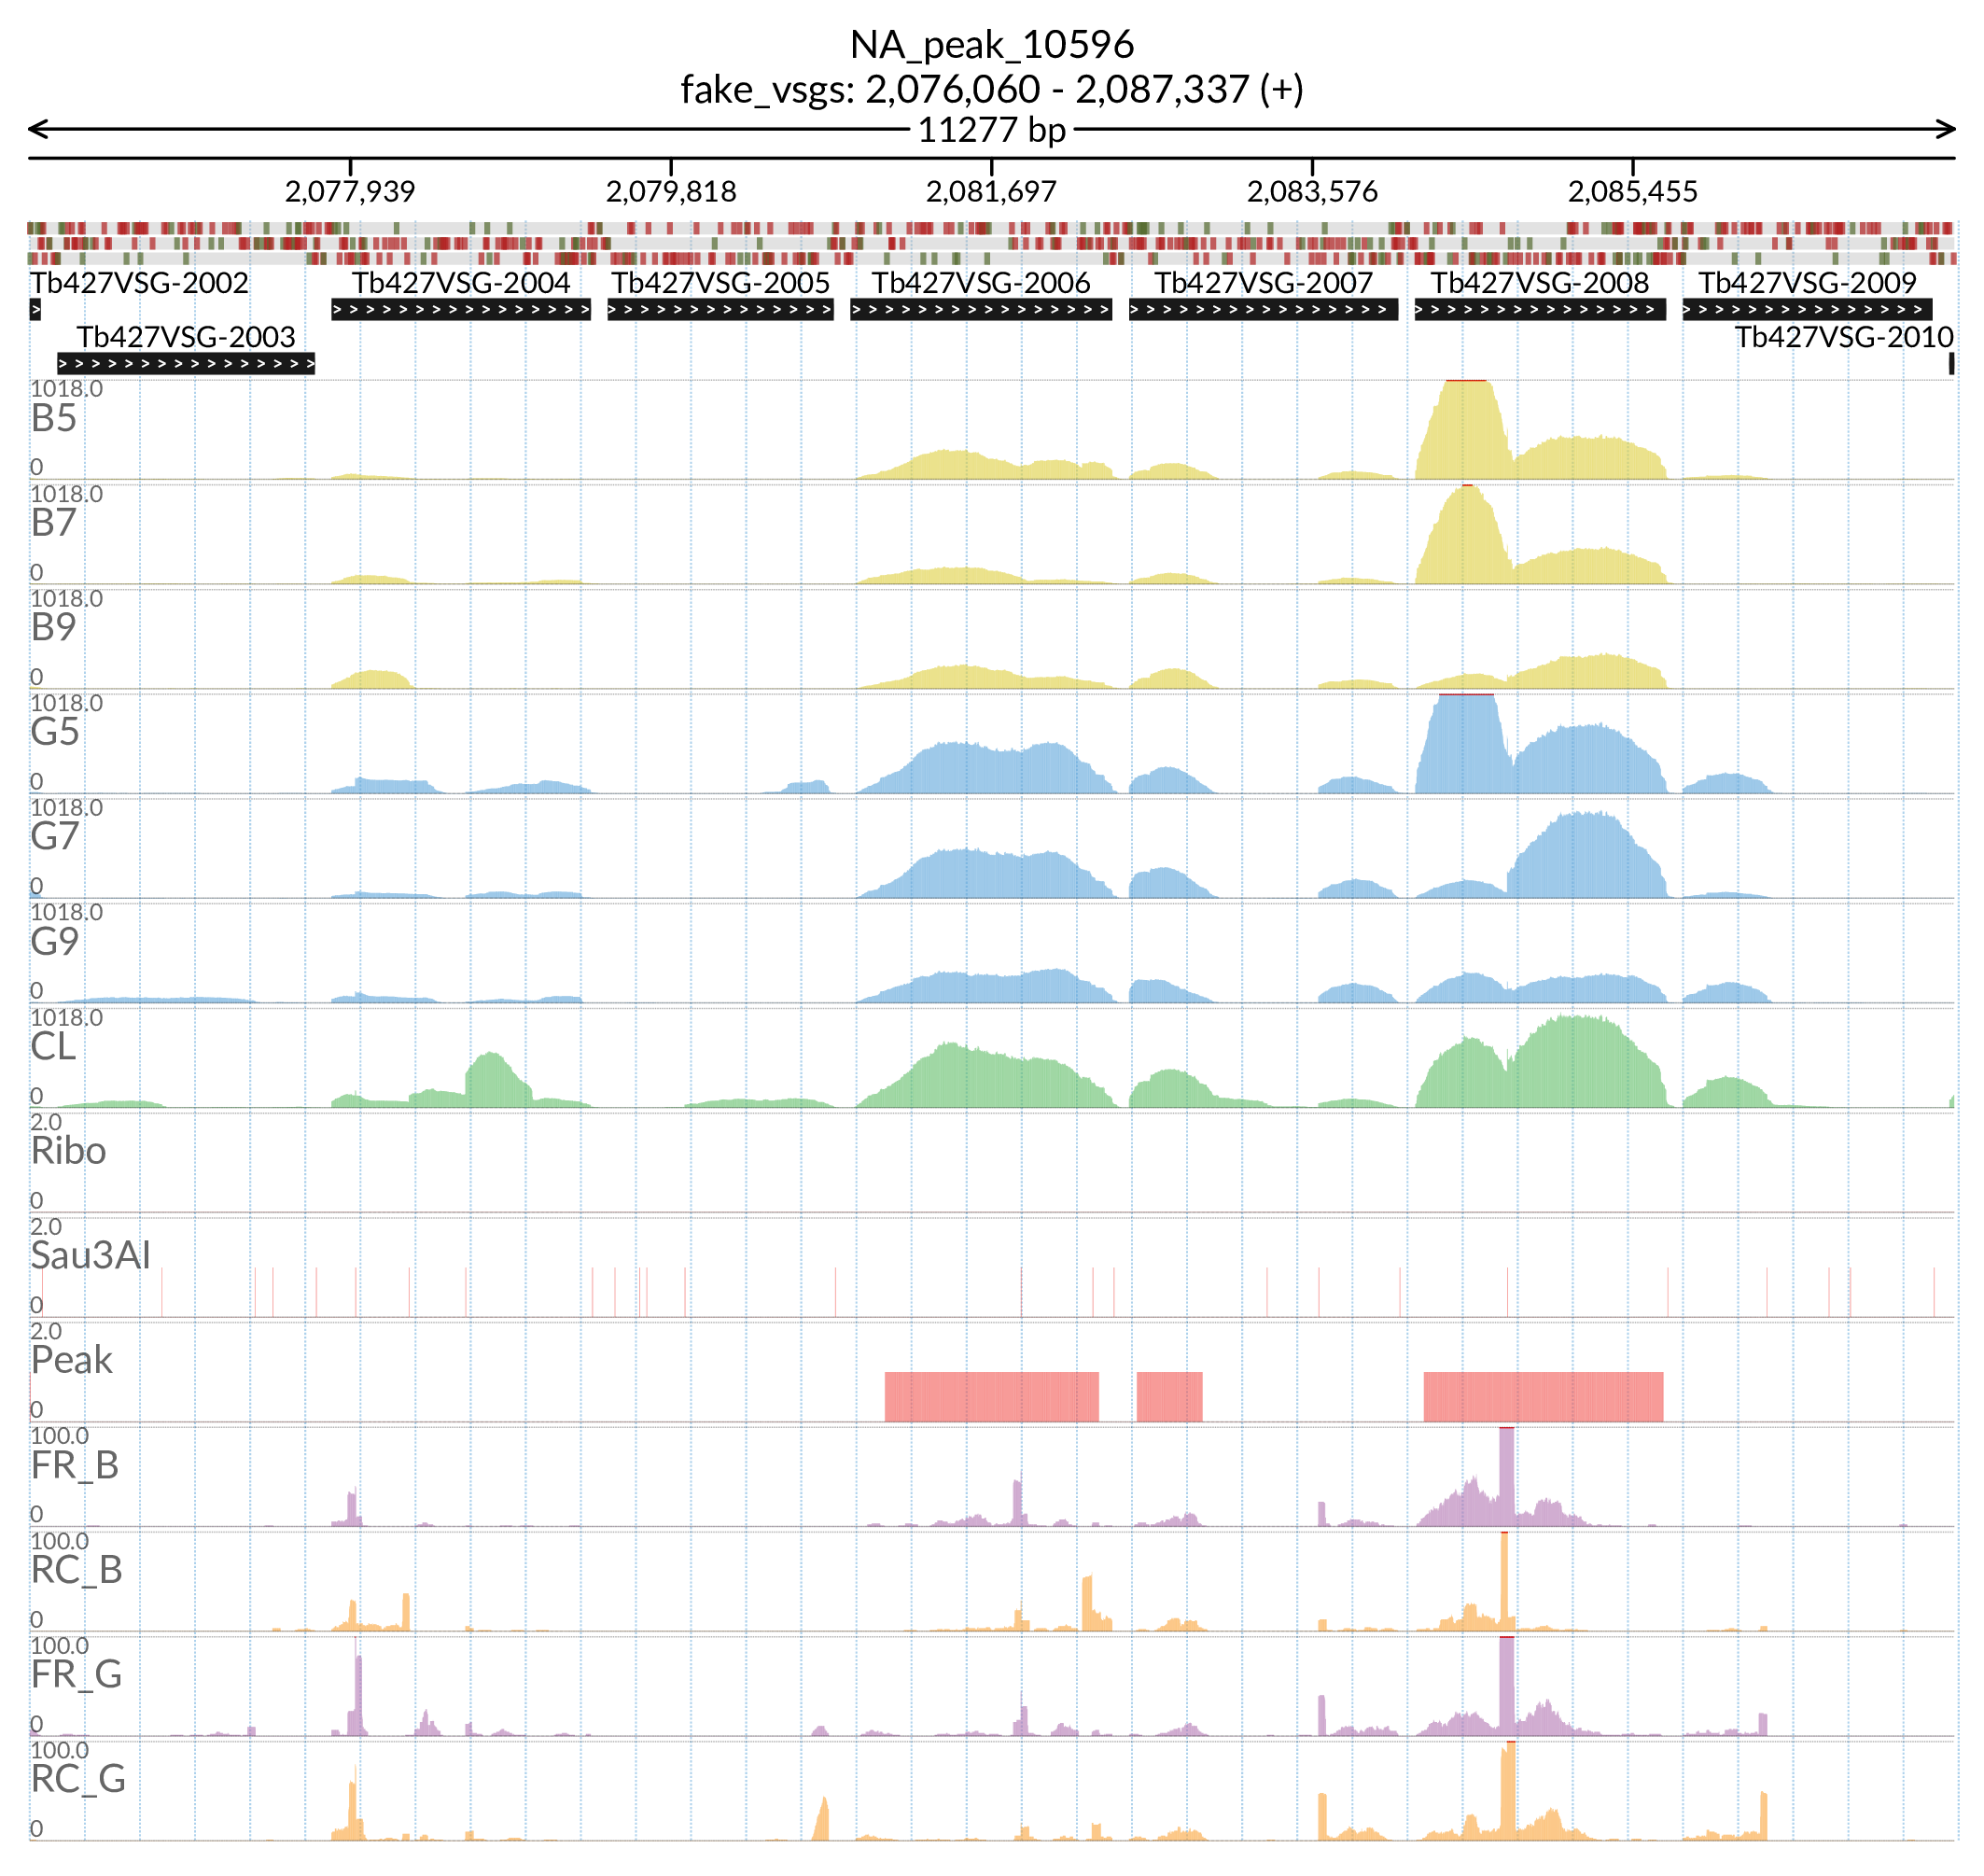 NA_peak_10596
fake_vsgs: 2,076,060 - 2,087,337 (+)
11277 bp
2,077,939 2,079,818 2,081,697 2,083,576 2,085,455
Tb427VSG-2002 Tb427VSG-2004 Tb427VSG-2005 Tb427VSG-2006 Tb427VSG-2007 Tb427VSG-2008 Tb427VSG-2009
Tb427VSG-2003 Tb427VSG-2010
1018.0
B5
0
1018.0
B7
0
1018.0
B9
0
1018.0
G5
0
1018.0
G7
0
1018.0
G9
0
1018.0
CL
0
2.0
Ribo
0
2.0
Sau3AI
0
2.0
Peak
0
100.0
FR_B
0
100.0
RC_B
0
100.0
FR_G
0
100.0
RC_G
0